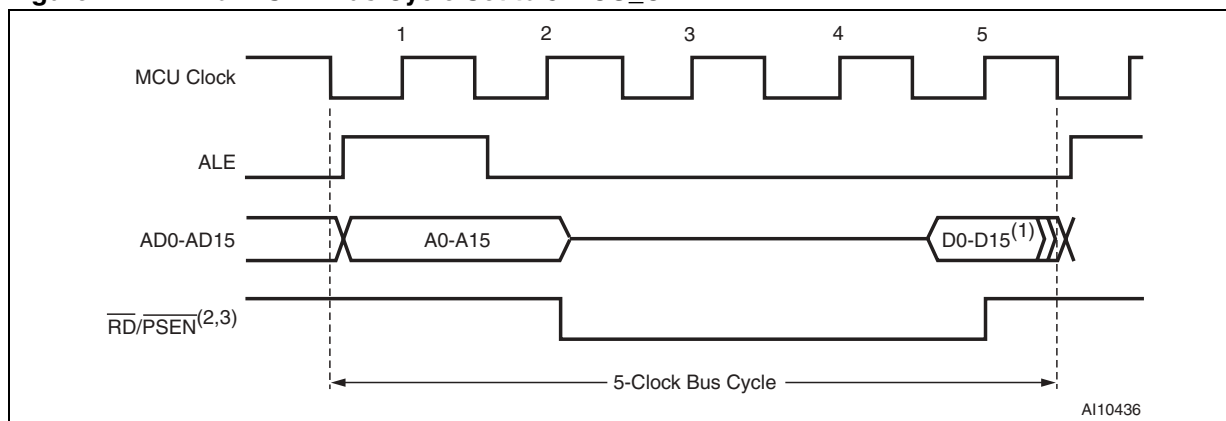 1 2 3 4 5
MCU Clock
ALE
AD0-AD15
A0-A15
D0-D15(1)
RD/PSEN(2,3)
5-Clock Bus Cycle
AI10436